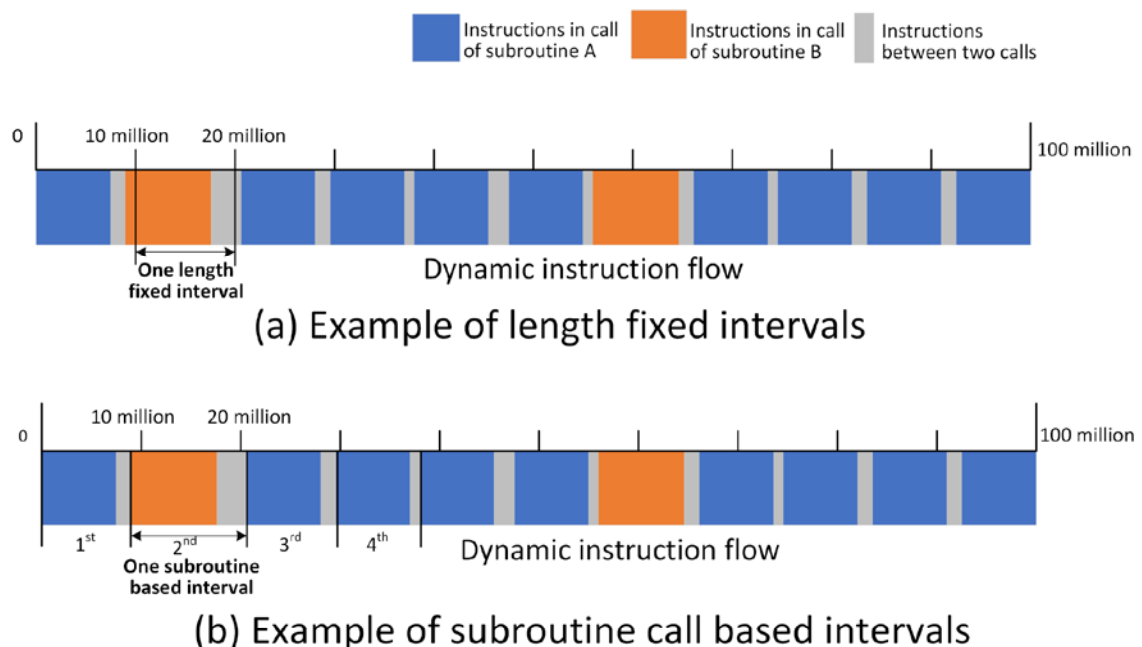 Instructions in call
of subroutine A
Instructions in call
of subroutine B
Instructions
between two calls
0
10 million
20 million
100 million
One length
fixed interval
Dynamic instruction flow
(a) Example of length fixed intervals
0
10 million
20 million
100 million
1st
2nd
3rd
4th
One subroutine
based interval
Dynamic instruction flow
(b) Example of subroutine call based intervals